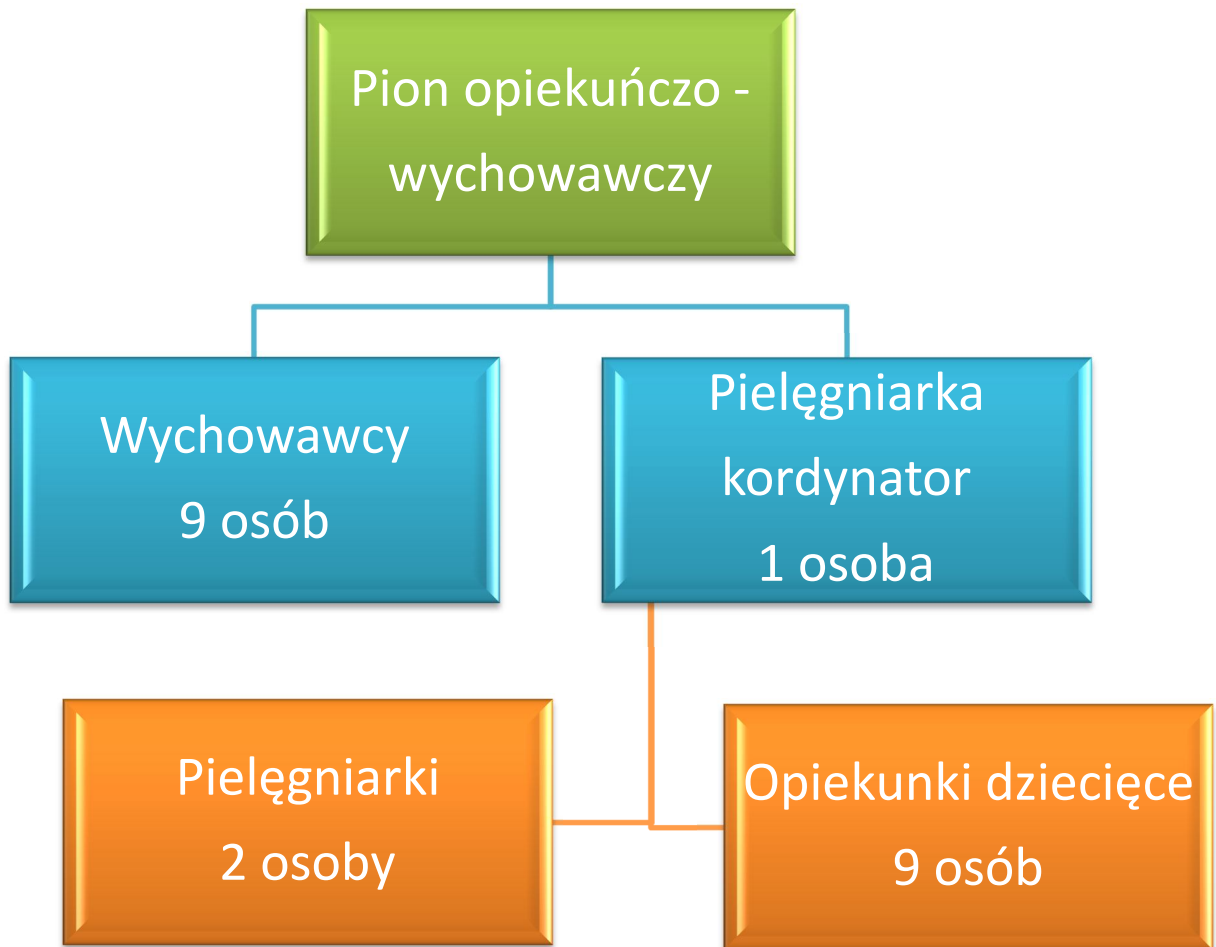 Pion opiekuńczo -
wychowawczy
Wychowawcy
9 osób
Pielęgniarka
kordynator
1 osoba
Pielęgniarki
2 osoby
Opiekunki dziecięce
9 osób